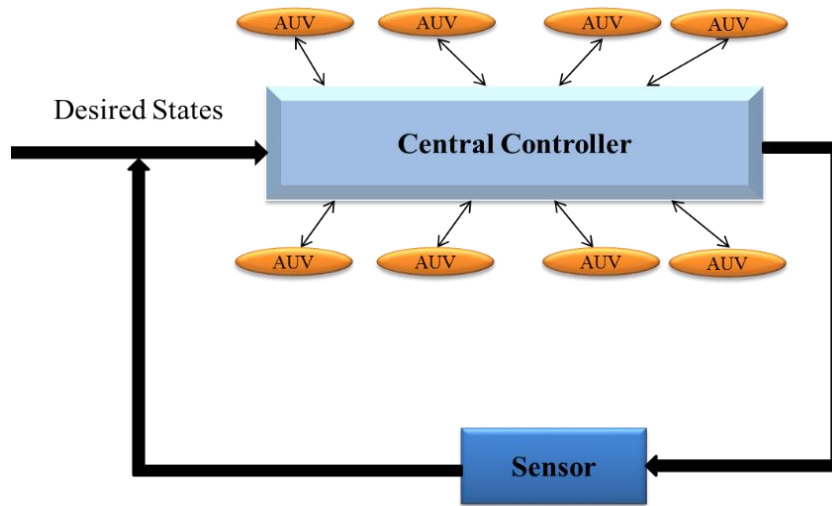 AUV AUV AUV AUV
Desired States
Central Controller
AUV AUV AUV AUV
Sensor